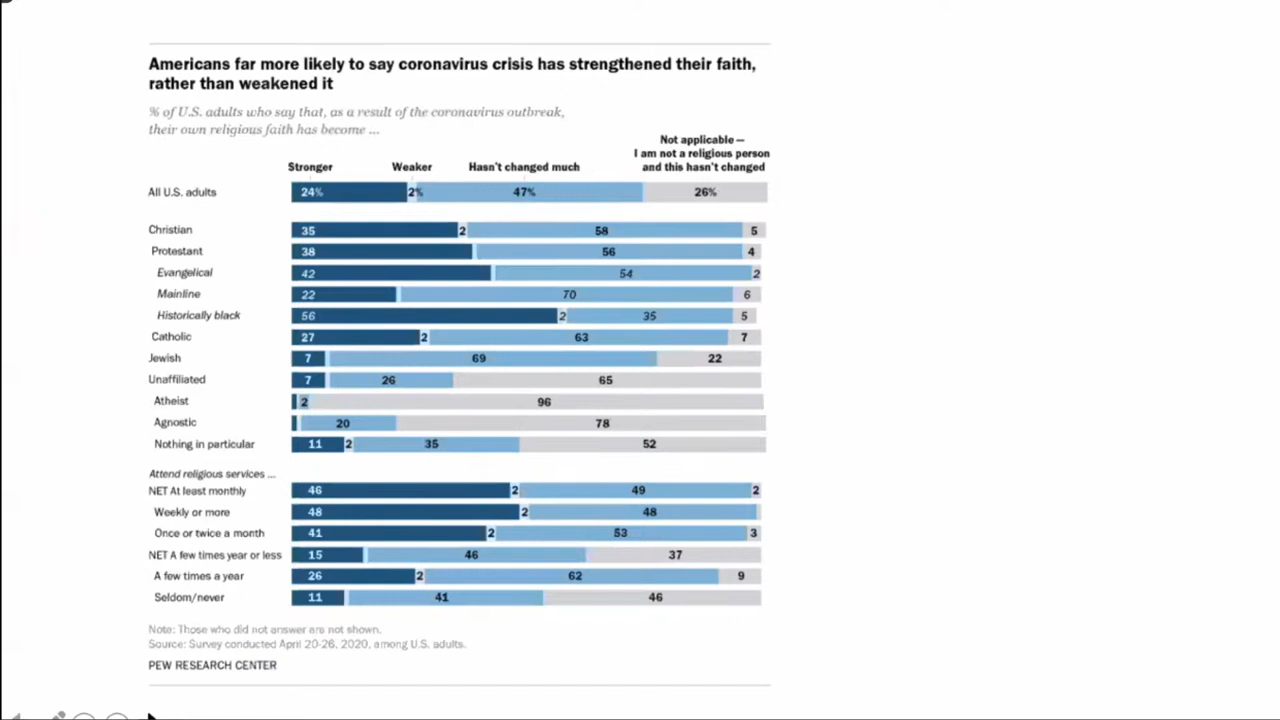 Americans far more likely to say coronavirus crisis has strengthened their faith,
rather than weakened it
% of U.S. adults who say that, as a result of the coronavirus outbreak,
their own religious faith has become ...
Not applicable —
I am not a religious person
Stronger Weaker Hasn't changed much and this hasn't changed
All U.S. adults 24% 2% 47% 26%
Christian 35 2 58 5
Protestant 38 56 4
Evangelical 42 54 2
Mainline 22 70 6
Historically black 56 2 35 5
Catholic 27 2 63 7
Jewish 7 69 22
Unaffiliated 7 26 65
Atheist 2 96
Agnostic 20 78
Nothing in particular 11 2 35 52
Attend religious services ...
NET At least monthly 46 2 49 2
Weekly or more 48 2 48
Once or twice a month 41 2 53 3
NET A few times year or less 15 46 37
A few times a year 26 2 62 9
Seldom/never 11 41 46
Note: Those who did not answer are not shown.
Source: Survey conducted April 20-26, 2020, among U.S. adults.
PEW RESEARCH CENTER